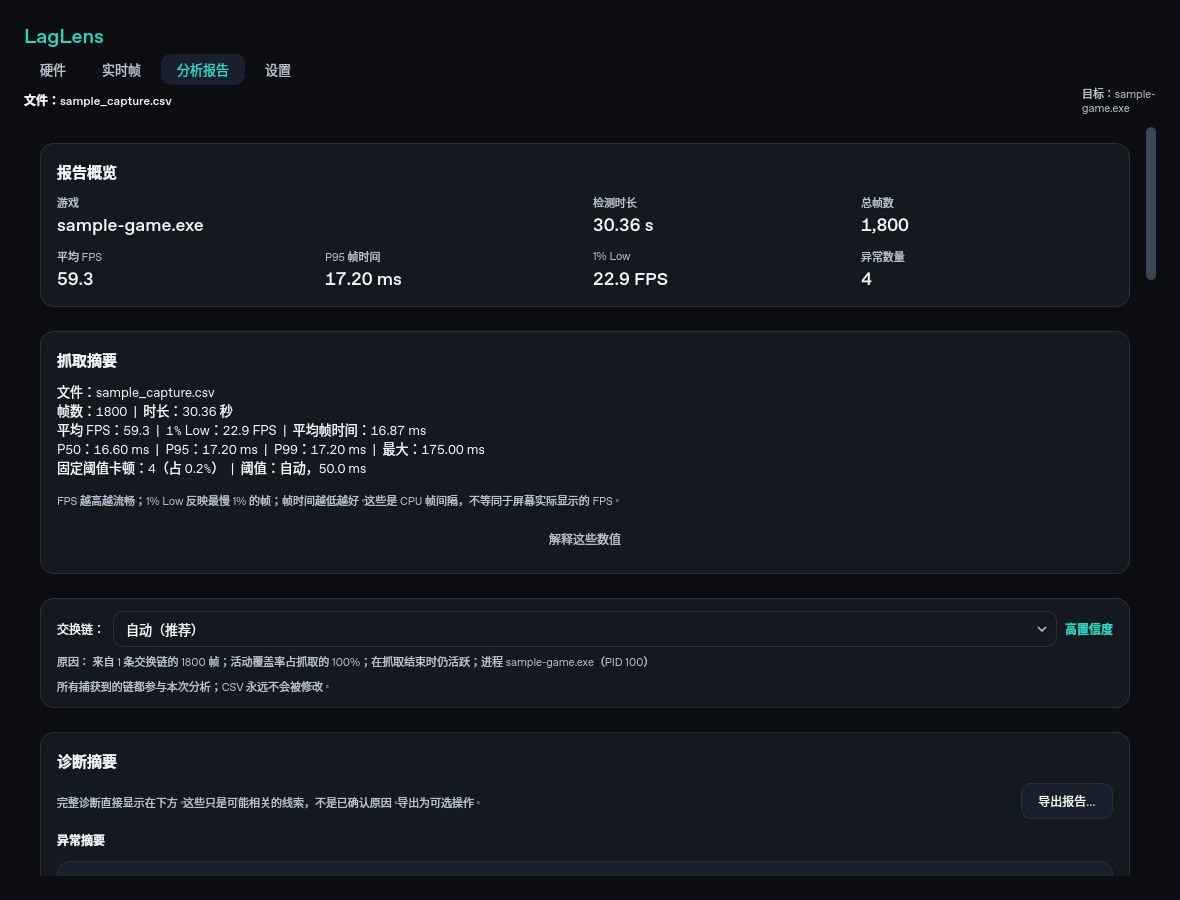 LagLens
硬件 实时帧 分析报告 设置
文件：sample_capture.csv
目标：sample-
game.exe
报告概览
游戏 检测时长 总帧数
sample-game.exe 30.36 s 1,800
平均 FPS P95 帧时间 1% Low 异常数量
59.3 17.20 ms 22.9 FPS 4
抓取摘要
文件：sample_capture.csv
帧数：1800 | 时长：30.36 秒
平均 FPS：59.3 | 1% Low：22.9 FPS | 平均帧时间：16.87 ms
P50：16.60 ms | P95：17.20 ms | P99：17.20 ms | 最大：175.00 ms
固定阈值卡顿：4（占 0.2%） | 阈值：自动，50.0 ms
FPS 越高越流畅；1% Low 反映最慢 1% 的帧；帧时间越低越好。这些是 CPU 帧间隔，不等同于屏幕实际显示的 FPS。
解释这些数值
交换链： 自动（推荐） 高置信度
原因： 来自 1 条交换链的 1800 帧；活动覆盖率占抓取的 100%；在抓取结束时仍活跃；进程 sample-game.exe（PID 100）
所有捕获到的链都参与本次分析；CSV 永远不会被修改。
诊断摘要
完整诊断直接显示在下方。这些只是可能相关的线索，不是已确认原因。导出为可选操作。
导出报告...
异常摘要